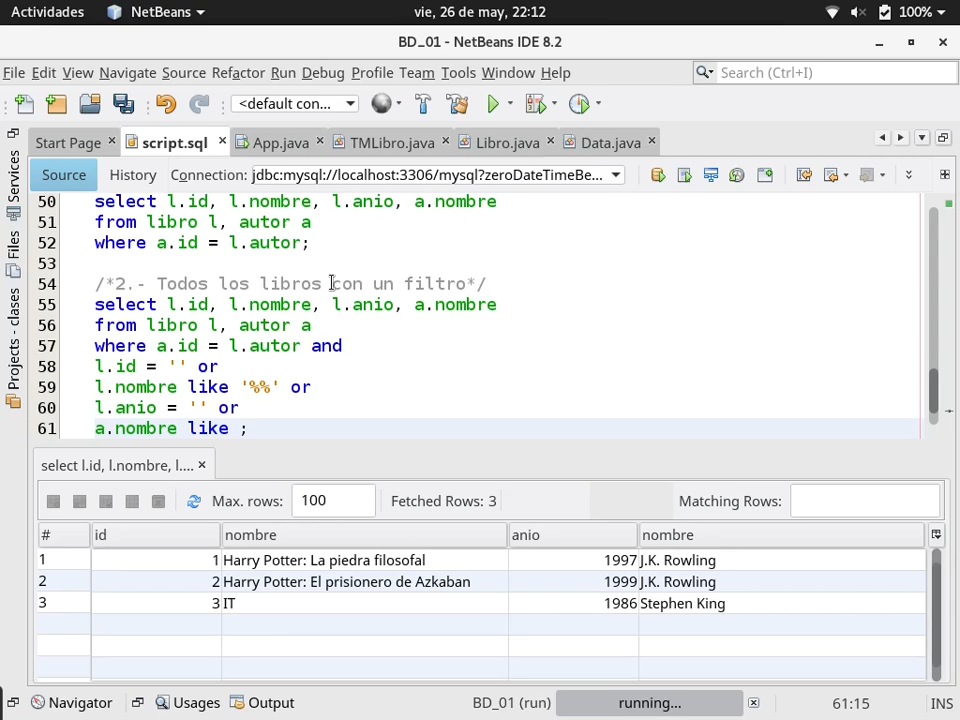 Actividades NetBeans vie, 26 de may, 22:12 100%
BD_01 - NetBeans IDE 8.2
File Edit View Navigate Source Refactor Run Debug Profile Team Tools Window Help Search (Ctrl+I)
<default con...
Start Page script.sql App.java TMLibro.java Libro.java Data.java
Source History Connection: jdbc:mysql://localhost:3306/mysql?zeroDateTimeBe...
Services
Files
Projects - clases
50 select l.id, l.nombre, l.anio, a.nombre
51 from libro l, autor a
52 where a.id = l.autor;
53
54 /*2.- Todos los libros con un filtro*/
55 select l.id, l.nombre, l.anio, a.nombre
56 from libro l, autor a
57 where a.id = l.autor and
58 l.id = '' or
59 l.nombre like '%%' or
60 l.anio = '' or
61 a.nombre like ;
select l.id, l.nombre, l....
Max. rows: 100 Fetched Rows: 3 Matching Rows:
# id nombre anio nombre
1 1 Harry Potter: La piedra filosofal 1997 J.K. Rowling
2 2 Harry Potter: El prisionero de Azkaban 1999 J.K. Rowling
3 3 IT 1986 Stephen King
Navigator Usages Output BD_01 (run) running... 61:15 INS